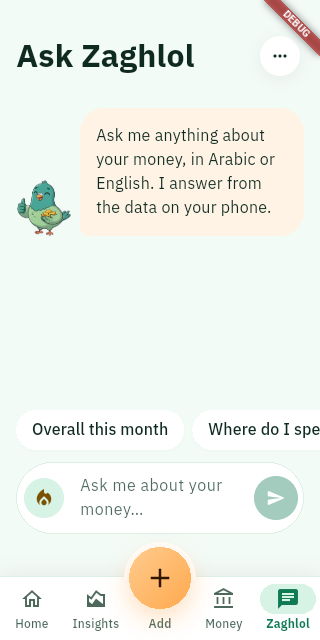 DEBUG
Ask Zaghlol
Ask me anything about
your money, in Arabic or
English. I answer from
the data on your phone.
Overall this month
Where do I spe
Ask me about your
money...
Home
Insights
Add
Money
Zaghlol